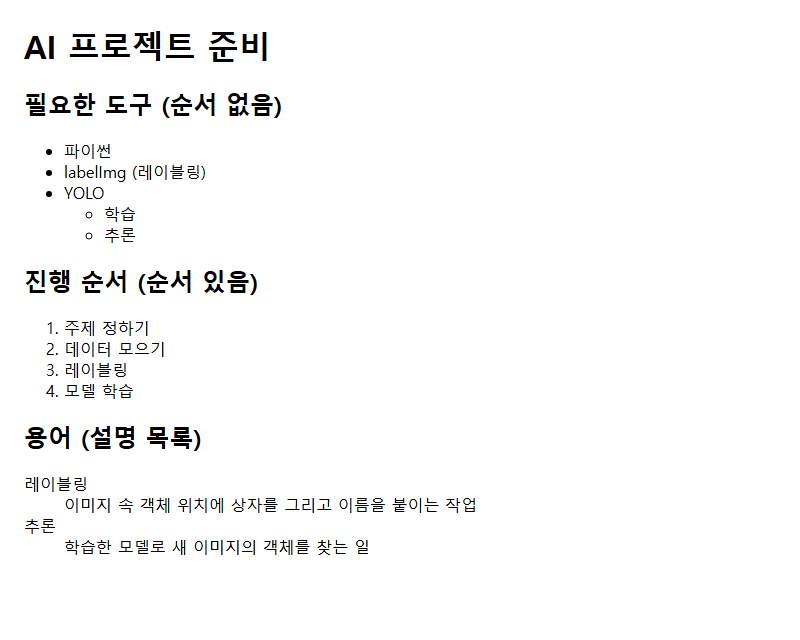 AI 프로젝트 준비
필요한 도구 (순서 없음)
파이썬
labelImg (레이블링)
YOLO
학습
추론
진행 순서 (순서 있음)
1. 주제 정하기
2. 데이터 모으기
3. 레이블링
4. 모델 학습
용어 (설명 목록)
레이블링
이미지 속 객체 위치에 상자를 그리고 이름을 붙이는 작업
추론
학습한 모델로 새 이미지의 객체를 찾는 일